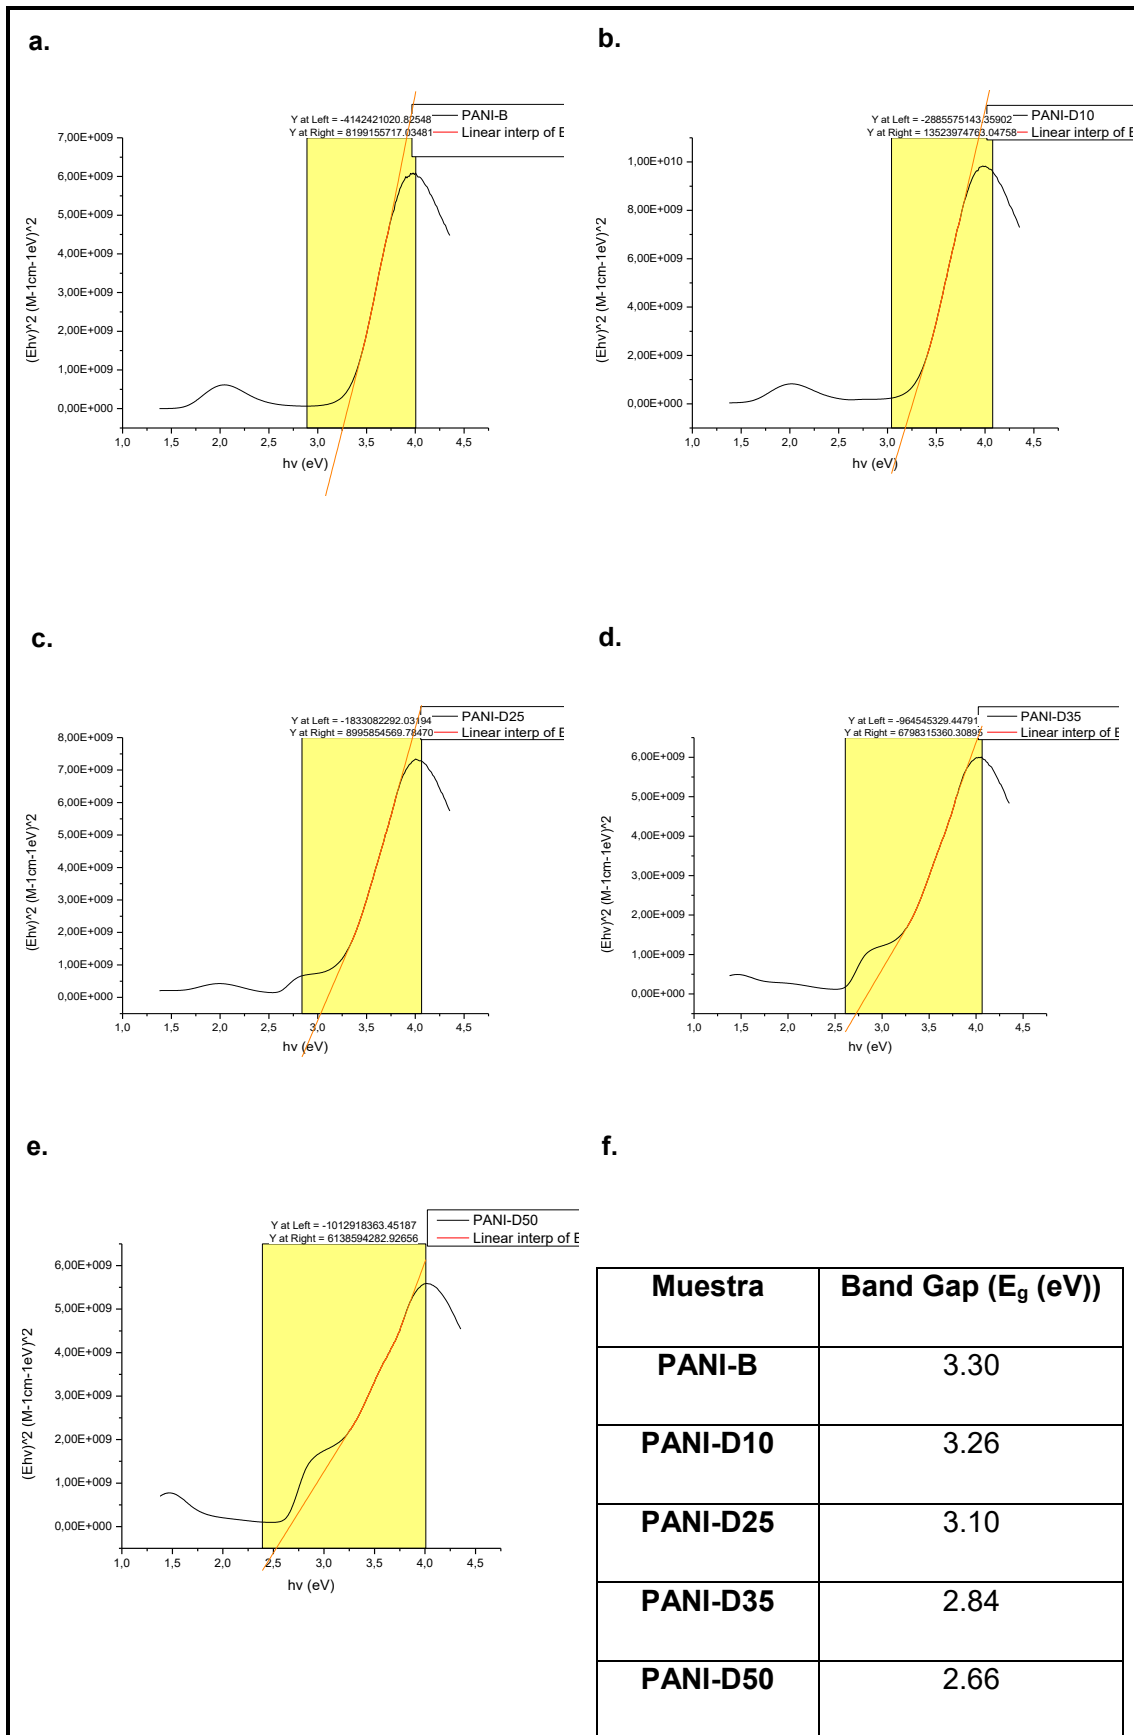 a.
Y at Left = -4142421020.82548
Y at Right = 8199155717.03481
PANI-B
Linear interp of E
7,00E+009
6,00E+009
5,00E+009
4,00E+009
3,00E+009
2,00E+009
1,00E+009
0,00E+000
(Ehv)^2 (M-1cm-1eV)^2
1,0 1,5 2,0 2,5 3,0 3,5 4,0 4,5
hv (eV)
b.
Y at Left = -2885575143.35902
Y at Right = 13523974763.04758
PANI-D10
Linear interp of E
1,00E+010
8,00E+009
6,00E+009
4,00E+009
2,00E+009
0,00E+000
(Ehv)^2 (M-1cm-1eV)^2
1,0 1,5 2,0 2,5 3,0 3,5 4,0 4,5
hv (eV)
c.
Y at Left = -1833082292.03194
Y at Right = 8995854569.78470
PANI-D25
Linear interp of E
8,00E+009
7,00E+009
6,00E+009
5,00E+009
4,00E+009
3,00E+009
2,00E+009
1,00E+009
0,00E+000
(Ehv)^2 (M-1cm-1eV)^2
1,0 1,5 2,0 2,5 3,0 3,5 4,0 4,5
hv (eV)
d.
Y at Left = -964545329.44791
Y at Right = 6798315360.30895
PANI-D35
Linear interp of E
6,00E+009
5,00E+009
4,00E+009
3,00E+009
2,00E+009
1,00E+009
0,00E+000
(Ehv)^2 (M-1cm-1eV)^2
1,0 1,5 2,0 2,5 3,0 3,5 4,0 4,5
hv (eV)
e.
Y at Left = -1012918363.45187
Y at Right = 6138594282.92656
PANI-D50
Linear interp of E
6,00E+009
5,00E+009
4,00E+009
3,00E+009
2,00E+009
1,00E+009
0,00E+000
(Ehv)^2 (M-1cm-1eV)^2
1,0 1,5 2,0 2,5 3,0 3,5 4,0 4,5
hv (eV)
f.
Muestra Band Gap (Eg (eV))
PANI-B 3.30
PANI-D10 3.26
PANI-D25 3.10
PANI-D35 2.84
PANI-D50 2.66